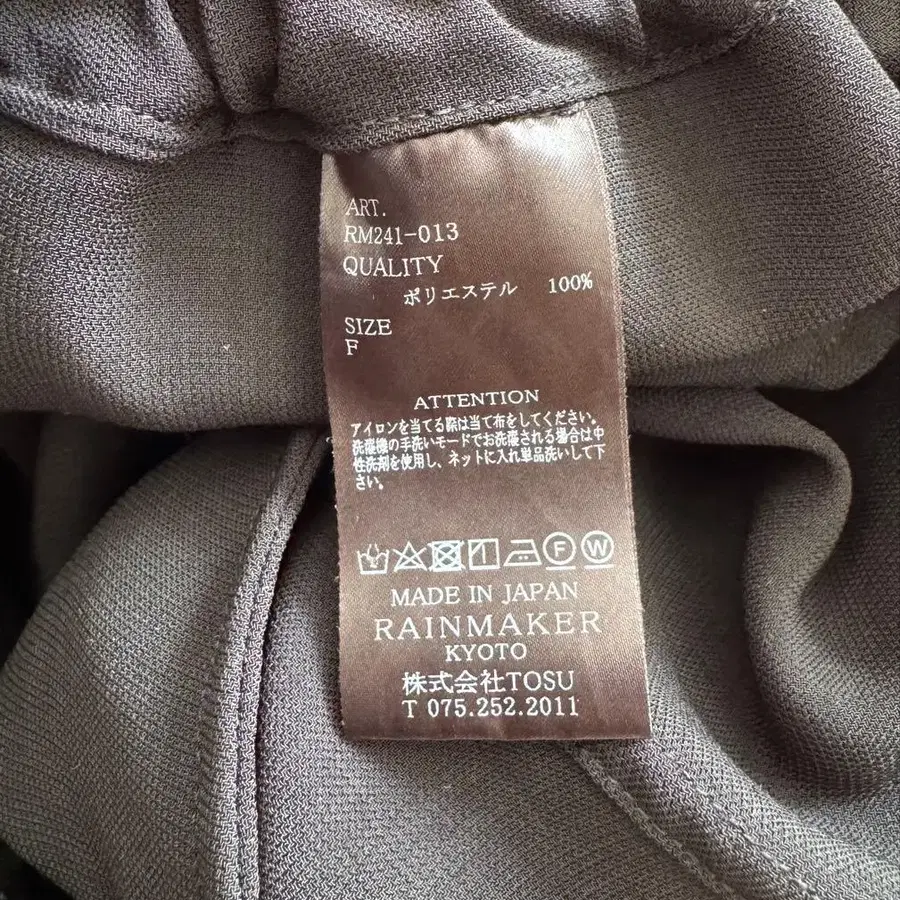 ART.
RM241-013
QUALITY
ポリエステル 100%
SIZE
F
ATTENTION
アイロンを当てる際は当て布をしてください。
洗濯機の手洗いモードでお洗濯される場合は中
性洗剤を使用し、ネットに入れ単品洗いして下
さい。
F W
MADE IN JAPAN
RAINMAKER
KYOTO
株式会社TOSU
T 075.252.2011